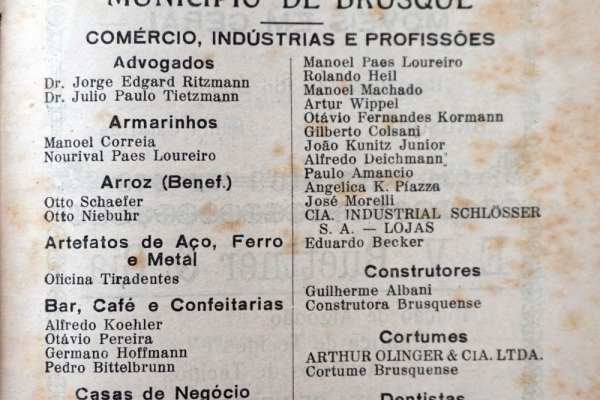 MUNICÍPIO DE BRUSQUE
COMÉRCIO, INDÚSTRIAS E PROFISSÕES
Advogados
Dr. Jorge Edgard Ritzmann
Dr. Julio Paulo Tietzmann
Armarinhos
Manoel Correia
Nourival Paes Loureiro
Arroz (Benef.)
Otto Schaefer
Otto Niebuhr
Artefatos de Aço, Ferro
e Metal
Oficina Tiradentes
Bar, Café e Confeitarias
Alfredo Koehler
Otávio Pereira
Germano Hoffmann
Pedro Bittelbrunn
Casas de Negócio
Manoel Paes Loureiro
Rolando Heil
Manoel Machado
Artur Wippel
Otávio Fernandes Kormann
Gilberto Colsani
João Kunitz Junior
Alfredo Deichmann
Paulo Amancio
Angelica K. Piazza
José Morelli
CIA. INDUSTRIAL SCHLÖSSER
S. A. — LOJAS
Eduardo Becker
Construtores
Guilherme Albani
Construtora Brusquense
Cortumes
ARTHUR OLINGER & CIA. LTDA.
Cortume Brusquense
Dentistas